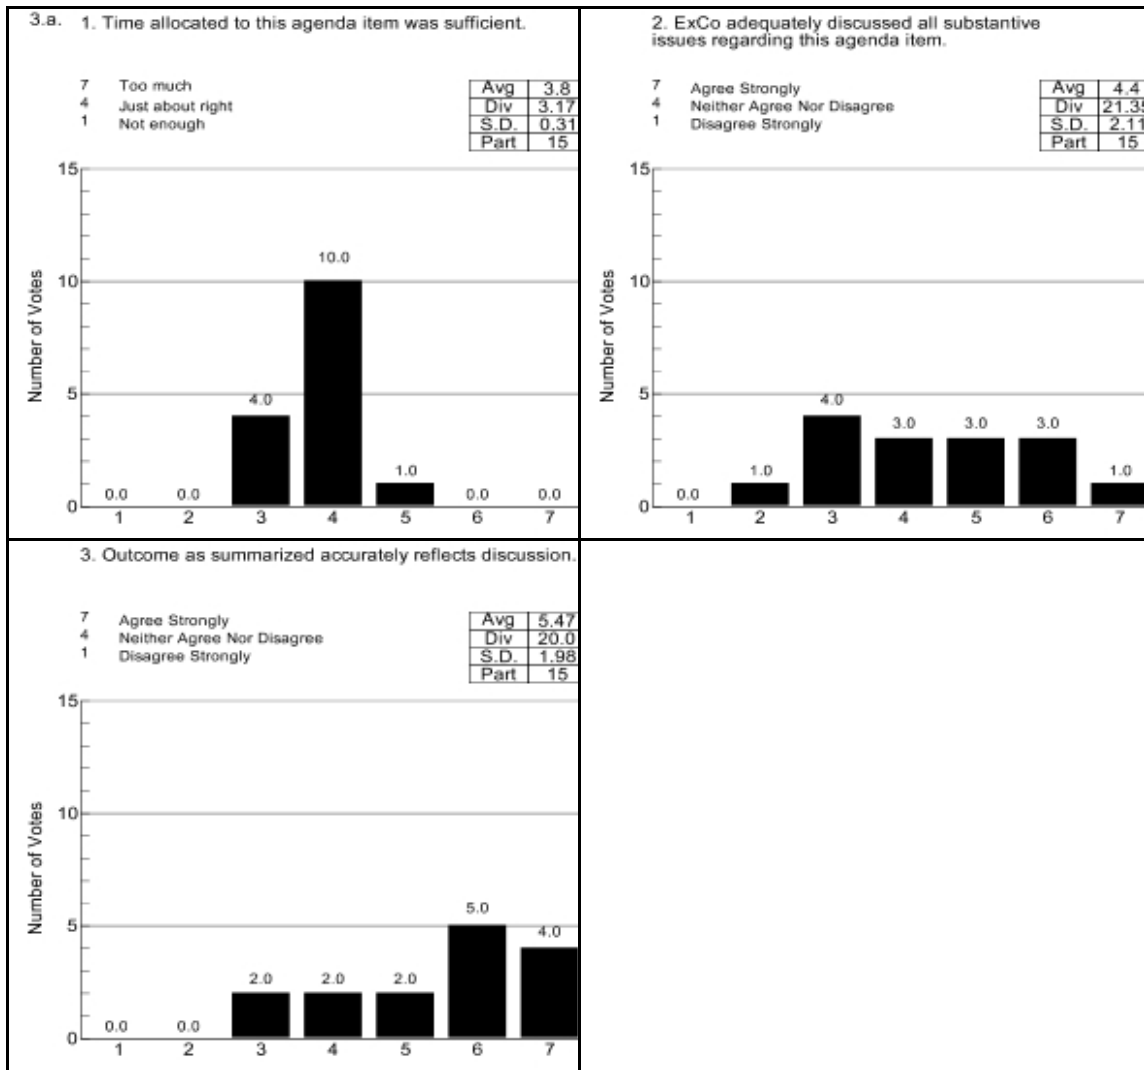 3.a. 1. Time allocated to this agenda item was sufficient.
7 Too much
4 Just about right
1 Not enough
Avg 3.8
Div 3.17
S.D. 0.31
Part 15
Number of Votes
15
10
5
0
0.0 0.0 4.0 10.0 1.0 0.0 0.0
1 2 3 4 5 6 7
2. ExCo adequately discussed all substantive
issues regarding this agenda item.
7 Agree Strongly
4 Neither Agree Nor Disagree
1 Disagree Strongly
Avg 4.4
Div 21.35
S.D. 2.11
Part 15
Number of Votes
15
10
5
0
0.0 1.0 4.0 3.0 3.0 3.0 1.0
1 2 3 4 5 6 7
3. Outcome as summarized accurately reflects discussion.
7 Agree Strongly
4 Neither Agree Nor Disagree
1 Disagree Strongly
Avg 5.47
Div 20.0
S.D. 1.98
Part 15
Number of Votes
15
10
5
0
0.0 0.0 2.0 2.0 2.0 5.0 4.0
1 2 3 4 5 6 7